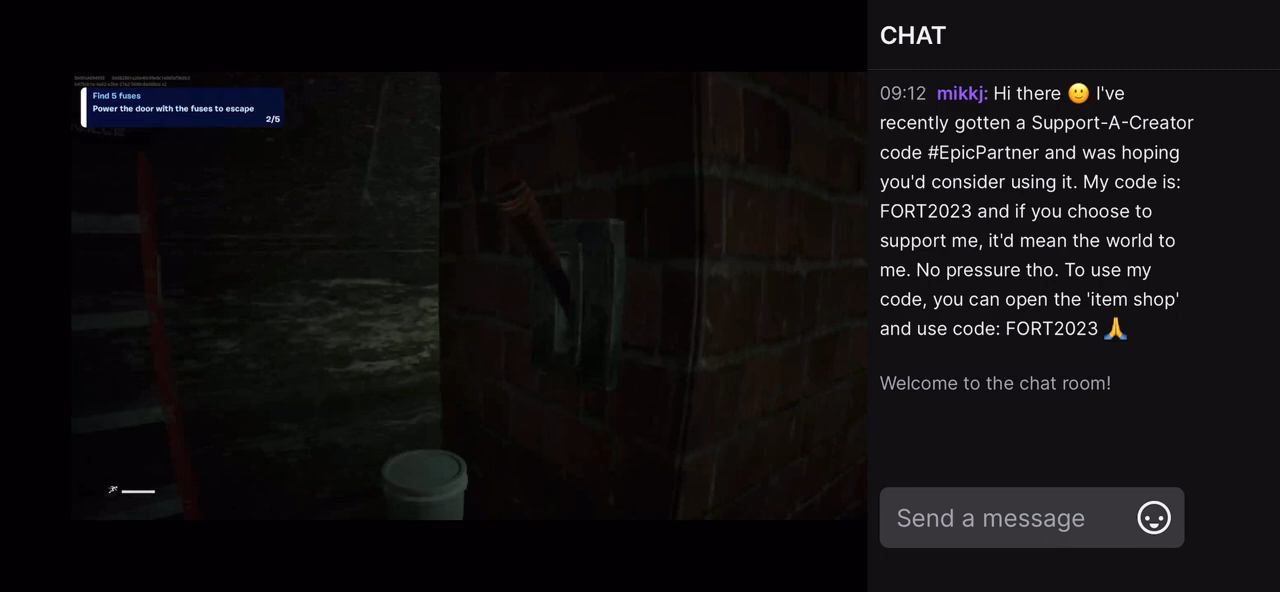 Find 5 fuses
Power the door with the fuses to escape
2/5
CHAT
09:12 mikkj: Hi there 🙂 I've
recently gotten a Support-A-Creator
code #EpicPartner and was hoping
you'd consider using it. My code is:
FORT2023 and if you choose to
support me, it'd mean the world to
me. No pressure tho. To use my
code, you can open the 'item shop'
and use code: FORT2023 🙏
Welcome to the chat room!
Send a message